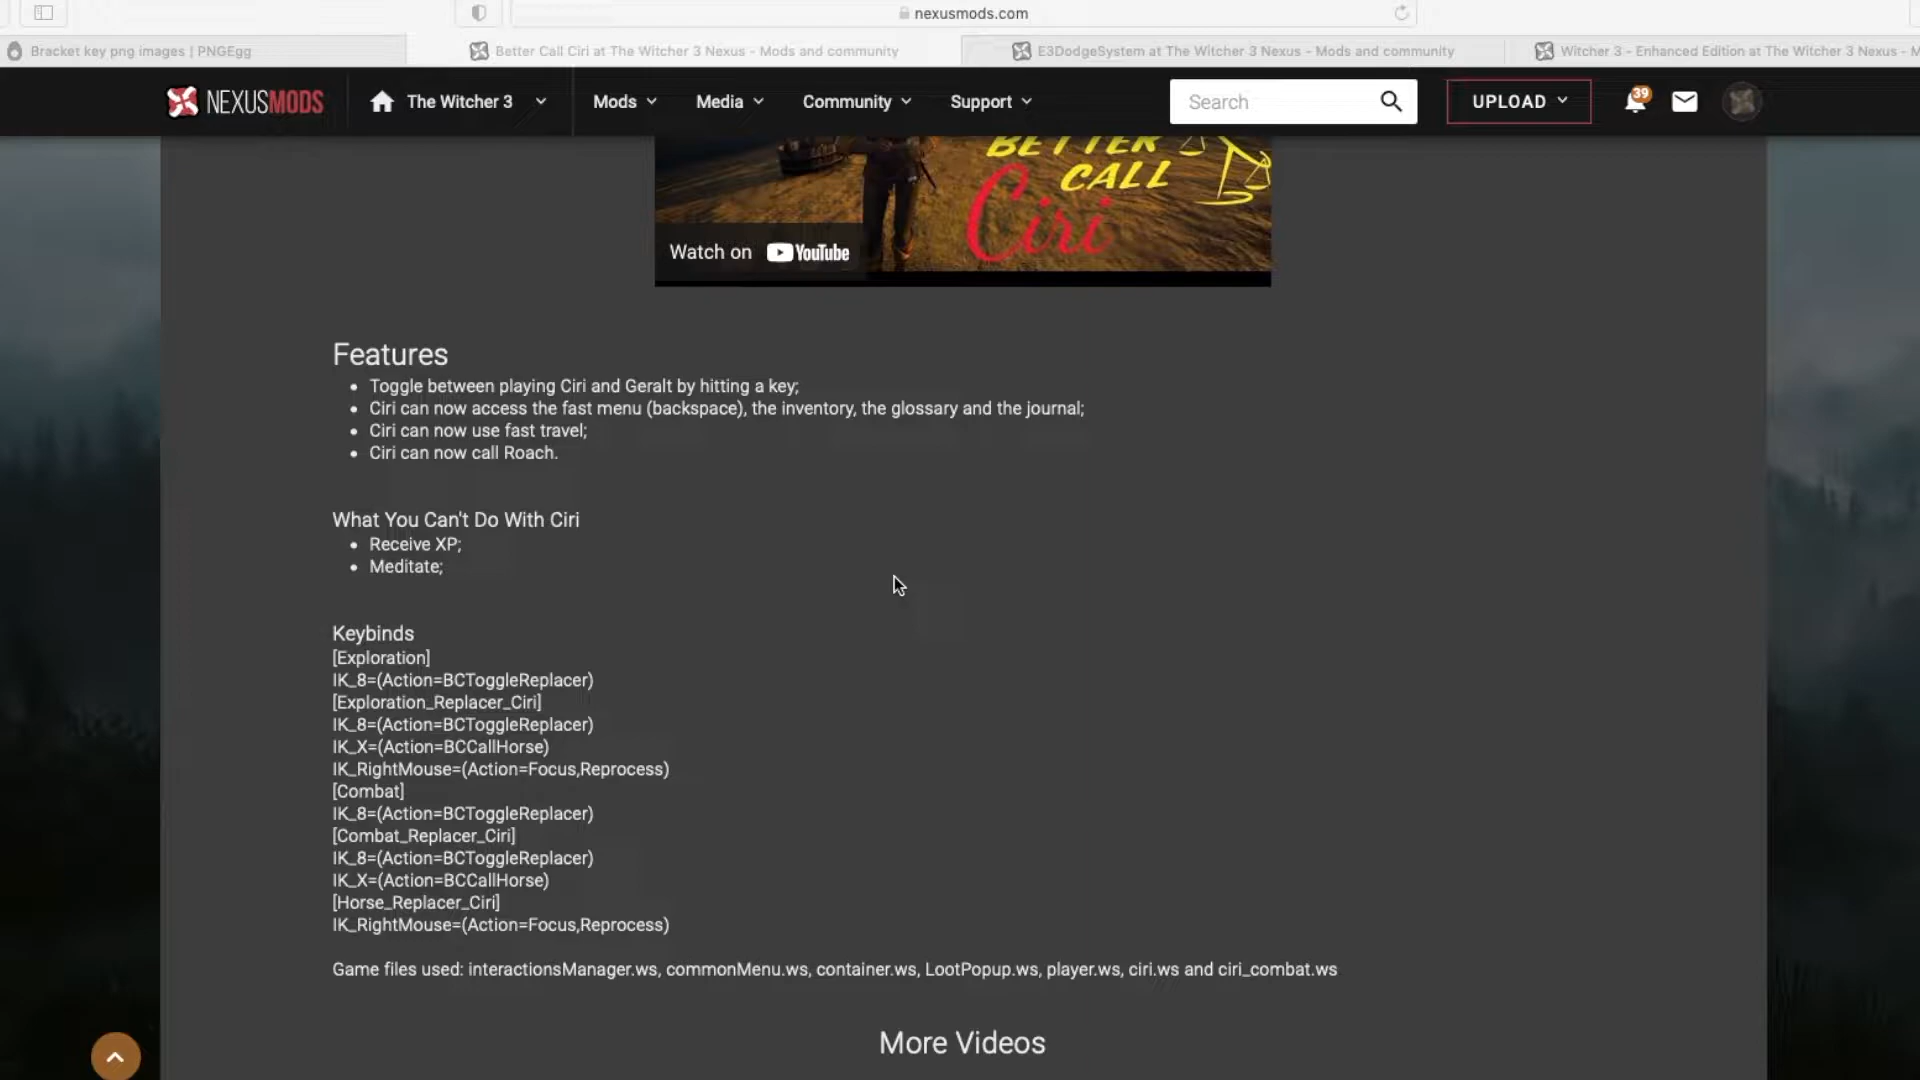 nexusmods.com
Bracket key png images | PNGEgg
Better Call Ciri at The Witcher 3 Nexus - Mods and community
E3DodgeSystem at The Witcher 3 Nexus - Mods and community
Witcher 3 - Enhanced Edition at The Witcher 3 Nexus - M
NEXUSMODS
The Witcher 3
Mods
Media
Community
Support
Search
UPLOAD
39
BETTER
CALL
Ciri
Watch on YouTube
Features
• Toggle between playing Ciri and Geralt by hitting a key;
• Ciri can now access the fast menu (backspace), the inventory, the glossary and the journal;
• Ciri can now use fast travel;
• Ciri can now call Roach.
What You Can't Do With Ciri
• Receive XP;
• Meditate;
Keybinds
[Exploration]
IK_8=(Action=BCToggleReplacer)
[Exploration_Replacer_Ciri]
IK_8=(Action=BCToggleReplacer)
IK_X=(Action=BCCallHorse)
IK_RightMouse=(Action=Focus,Reprocess)
[Combat]
IK_8=(Action=BCToggleReplacer)
[Combat_Replacer_Ciri]
IK_8=(Action=BCToggleReplacer)
IK_X=(Action=BCCallHorse)
[Horse_Replacer_Ciri]
IK_RightMouse=(Action=Focus,Reprocess)
Game files used: interactionsManager.ws, commonMenu.ws, container.ws, LootPopup.ws, player.ws, ciri.ws and ciri_combat.ws
More Videos